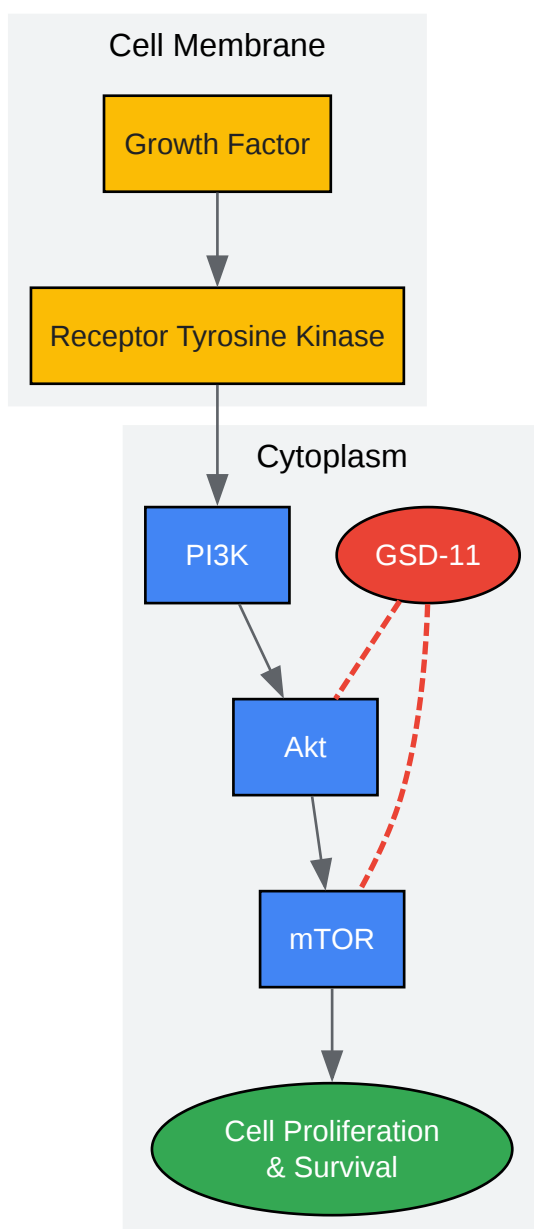 Cell Membrane
Growth Factor
Receptor Tyrosine Kinase
Cytoplasm
PI3K
GSD-11
Akt
mTOR
Cell Proliferation
& Survival